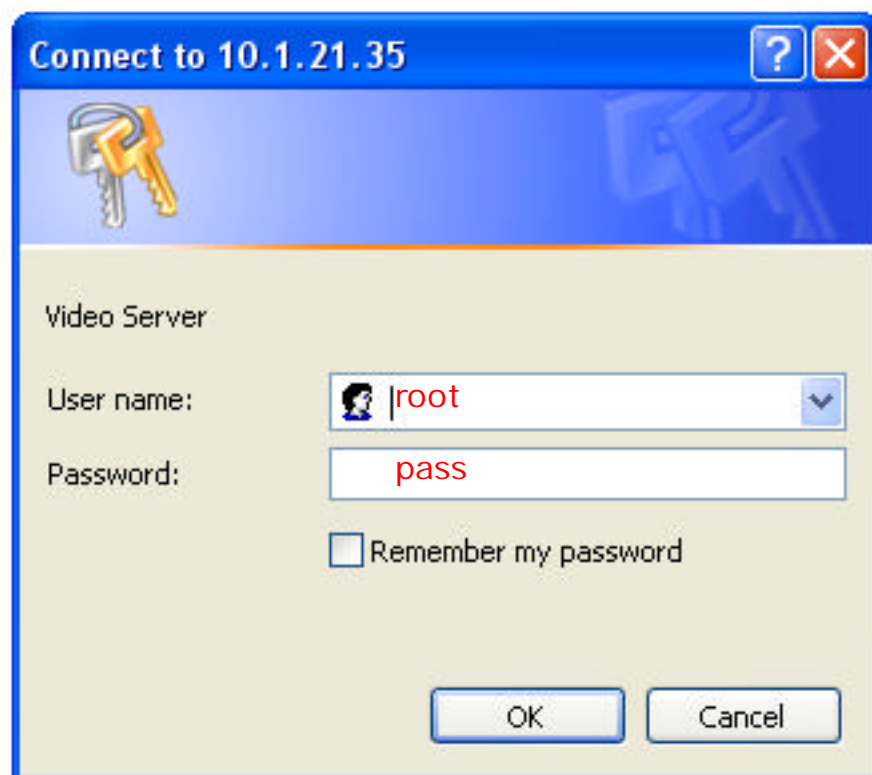 Connect to 10.1.21.35
Video Server
User name: root
Password: pass
Remember my password
OK Cancel